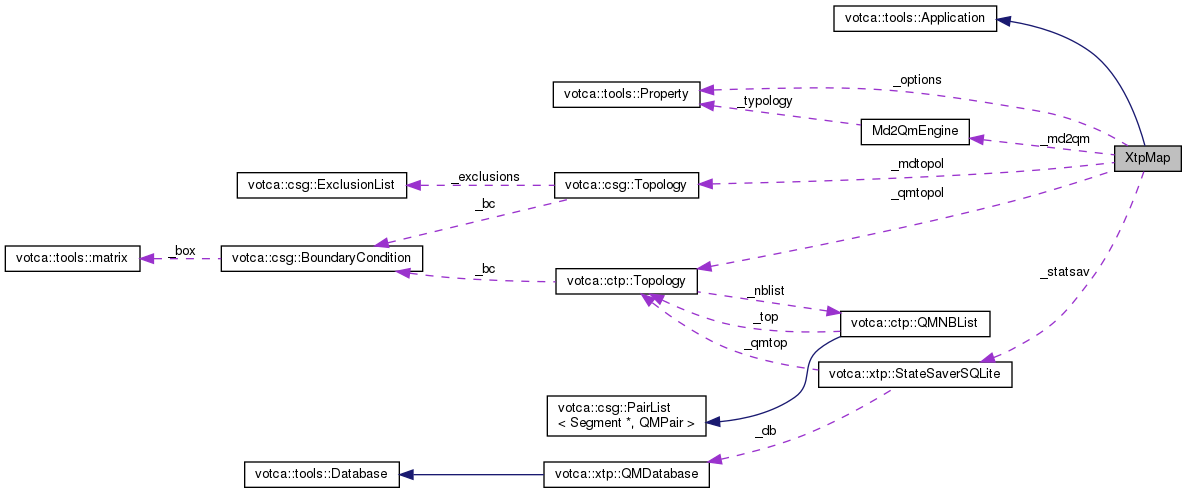 votca::tools::Application
_options
votca::tools::Property
_typology
Md2QmEngine
_md2qm
XtpMap
_mdtopol
_exclusions
votca::csg::ExclusionList
votca::csg::Topology
_qmtopol
_bc
_box
votca::tools::matrix
votca::csg::BoundaryCondition
_bc
_statsav
votca::ctp::Topology
_nblist
_top
votca::ctp::QMNBList
_qmtop
votca::xtp::StateSaverSQLite
votca::csg::PairList
< Segment *, QMPair >
_db
votca::tools::Database
votca::xtp::QMDatabase